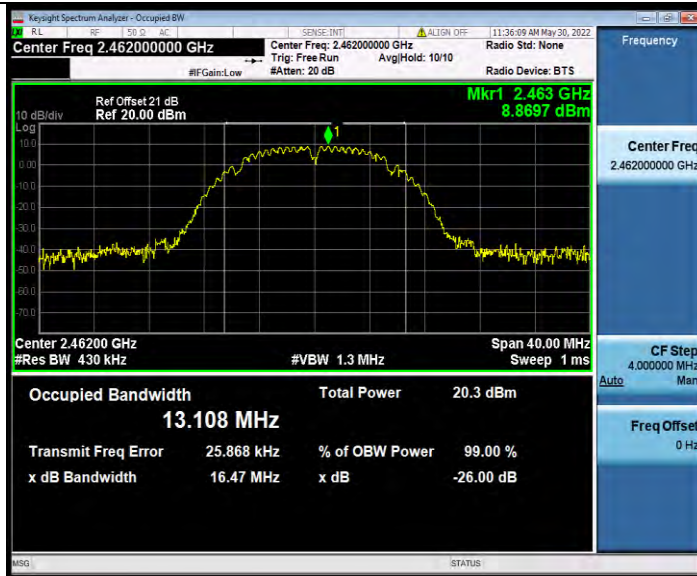 Keysight Spectrum Analyzer - Occupied BW
RL RF 50 Ω AC SENSE:INT ALIGN OFF 11:36:09 AM May 30, 2022
Center Freq 2.462000000 GHz
Center Freq: 2.462000000 GHz
Radio Std: None
Trig: Free Run
Avg|Hold: 10/10
#IFGain:Low
#Atten: 20 dB
Radio Device: BTS
Frequency
Ref Offset 21 dB
Ref 20.00 dBm
Mkr1 2.463 GHz
8.8697 dBm
10 dB/div
Log
1
10.0
0.00
-10.0
-20.0
-30.0
-40.0
-50.0
-60.0
-70.0
Center 2.46200 GHz
Span 40.00 MHz
#Res BW 430 kHz
#VBW 1.3 MHz
Sweep 1 ms
Center Freq
2.462000000 GHz
CF Step
4.000000 MHz
Auto Man
Freq Offset
0 Hz
Occupied Bandwidth
13.108 MHz
Total Power 20.3 dBm
Transmit Freq Error 25.868 kHz
% of OBW Power 99.00 %
x dB Bandwidth 16.47 MHz
x dB -26.00 dB
MSG
STATUS